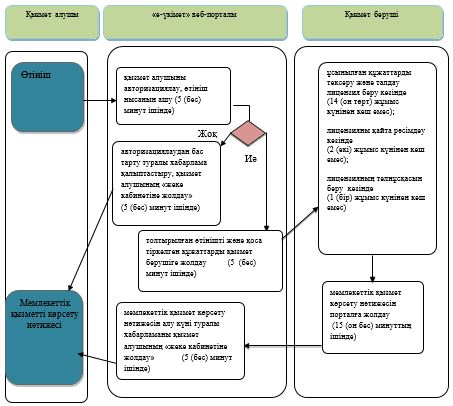 Қызмет алушы
«е-үкімет» веб-порталы
Қызмет беруші
Өтініш
қызмет алушыны
авторизациялау, өтініш
нысанын ашу (5 (бес)
минут ішінде)
Жоқ
Иә
авторизациялаудан бас
тарту туралы хабарлама
қалыптастыру, қызмет
алушының «жеке
кабинетіне жолдау»
(5 (бес) минут ішінде)
толтырылған өтінішті және қоса
тіркелген құжаттарды қызмет
берушіге жолдау (5 (бес)
минут ішінде)
ұсынылған құжаттарды
тексеру және талдау
лицензия беру кезінде
(14 (он төрт) жұмыс
күнінен кеш емес);
лицензияны қайта ресімдеу
кезінде
(2 (екі) жұмыс күнінен кеш
емес);
лицензияның телнұсқасын
беру кезінде
(1 (бір) жұмыс күнінен кеш
емес)
мемлекеттік қызмет
көрсету нәтижесін
порталға жолдау
(15 (он бес) минуттың
ішінде)
мемлекеттік қызмет көрсету
нәтижесін алу күні туралы
хабарламаны қызмет
алушының «жеке кабинетіне
жолдау» (5 (бес) минут
ішінде)
Мемлекеттік
қызметті көрсету
нәтижесі